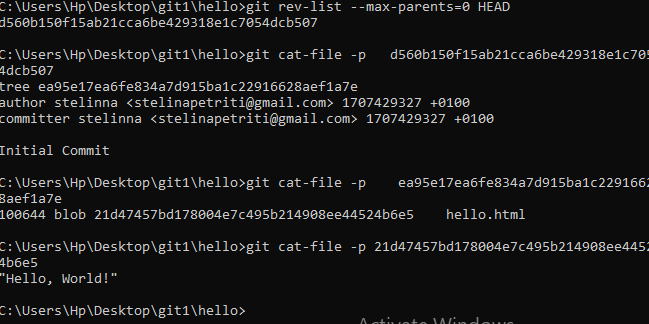 C:\Users\Hp\Desktop\git1\hello>git rev-list --max-parents=0 HEAD
d560b150f15ab21cca6be429318e1c7054dcb507
C:\Users\Hp\Desktop\git1\hello>git cat-file -p   d560b150f15ab21cca6be429318e1c705
4dcb507
tree ea95e17ea6fe834a7d915ba1c22916628aef1a7e
author stelinna <stelinapetriti@gmail.com> 1707429327 +0100
committer stelinna <stelinapetriti@gmail.com> 1707429327 +0100
Initial Commit
C:\Users\Hp\Desktop\git1\hello>git cat-file -p    ea95e17ea6fe834a7d915ba1c2291662
8aef1a7e
100644 blob 21d47457bd178004e7c495b214908ee44524b6e5    hello.html
C:\Users\Hp\Desktop\git1\hello>git cat-file -p 21d47457bd178004e7c495b214908ee4452
4b6e5
"Hello, World!"
C:\Users\Hp\Desktop\git1\hello>
Activate Windows